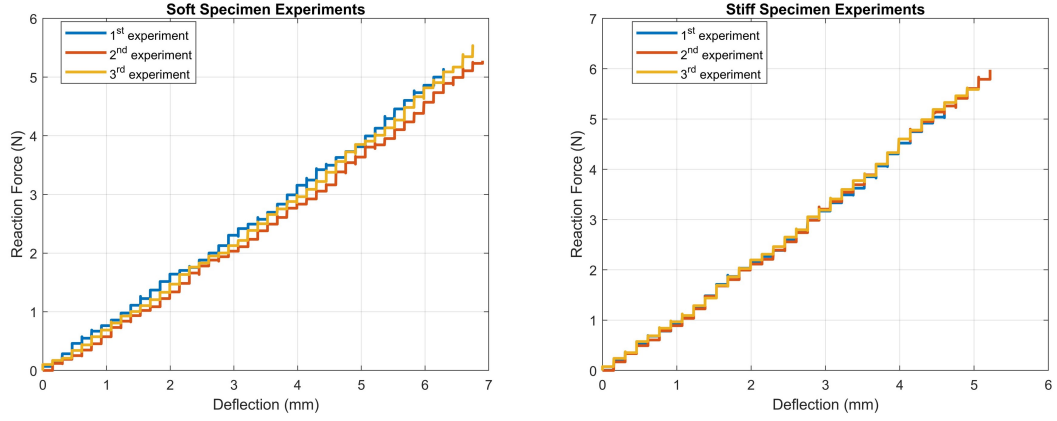 Soft Specimen Experiments
1st experiment
2nd experiment
3rd experiment
Reaction Force (N)
6
5
4
3
2
1
0
0 1 2 3 4 5 6 7
Deflection (mm)
Stiff Specimen Experiments
1st experiment
2nd experiment
3rd experiment
Reaction Force (N)
7
6
5
4
3
2
1
0
0 1 2 3 4 5 6
Deflection (mm)